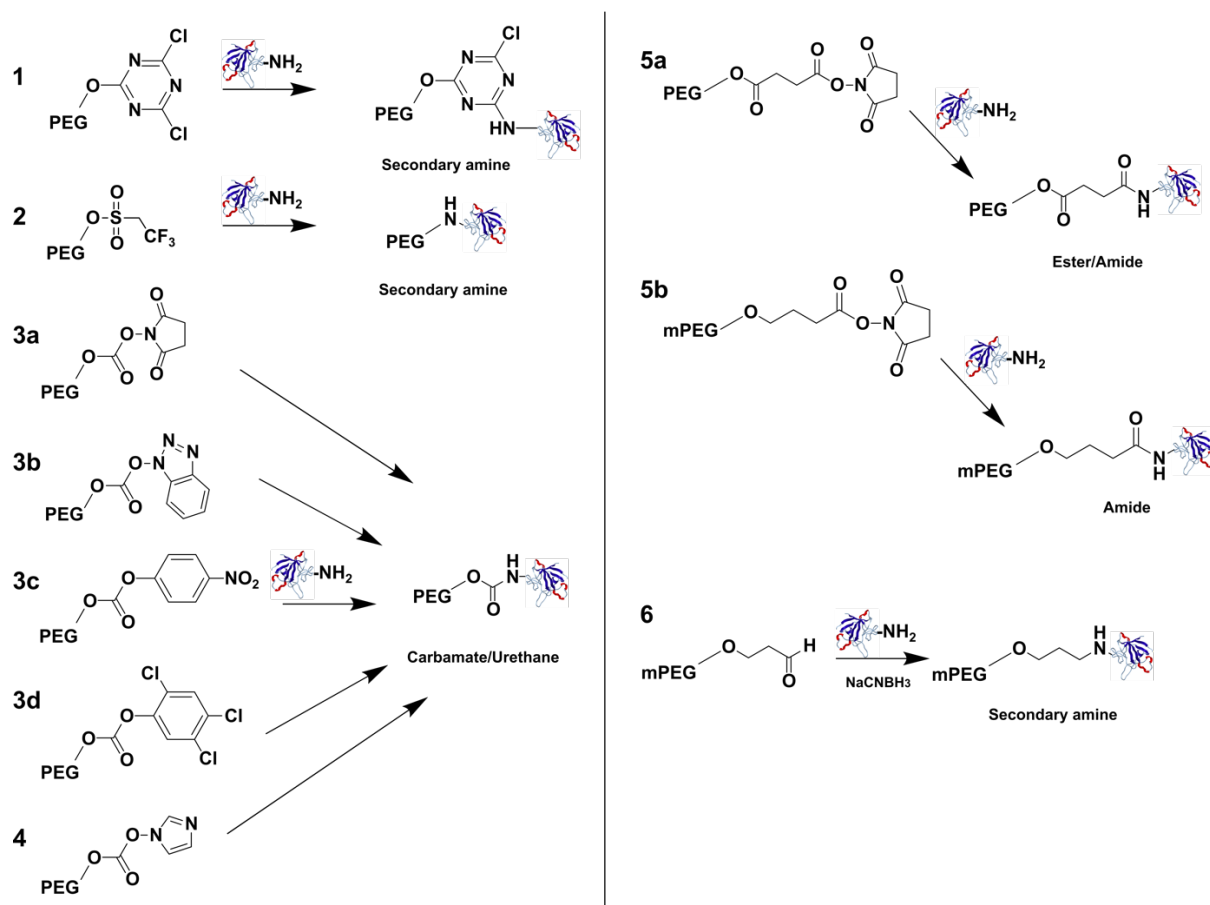 1
Cl
N
N
O
N
Cl
PEG
NH2
Cl
N
N
O
N
HN
PEG
Secondary amine
2
O
O
S
O
CF3
PEG
NH2
H
N
PEG
Secondary amine
3a
O
O
N
O
O
O
PEG
3b
N
N
O
N
O
O
PEG
3c
O
NO2
O
O
PEG
NH2
O
H
N
O
PEG
Carbamate/Urethane
3d
Cl
O
Cl
O
O
Cl
PEG
4
N
O
N
O
O
PEG
5a
O
O
O
N
O
O
O
PEG
NH2
O
O
N
H
O
PEG
Ester/Amide
5b
O
O
O
N
O
O
mPEG
NH2
O
O
N
H
mPEG
Amide
6
O
H
O
mPEG
NH2
NaCNBH3
H
O
N
mPEG
Secondary amine